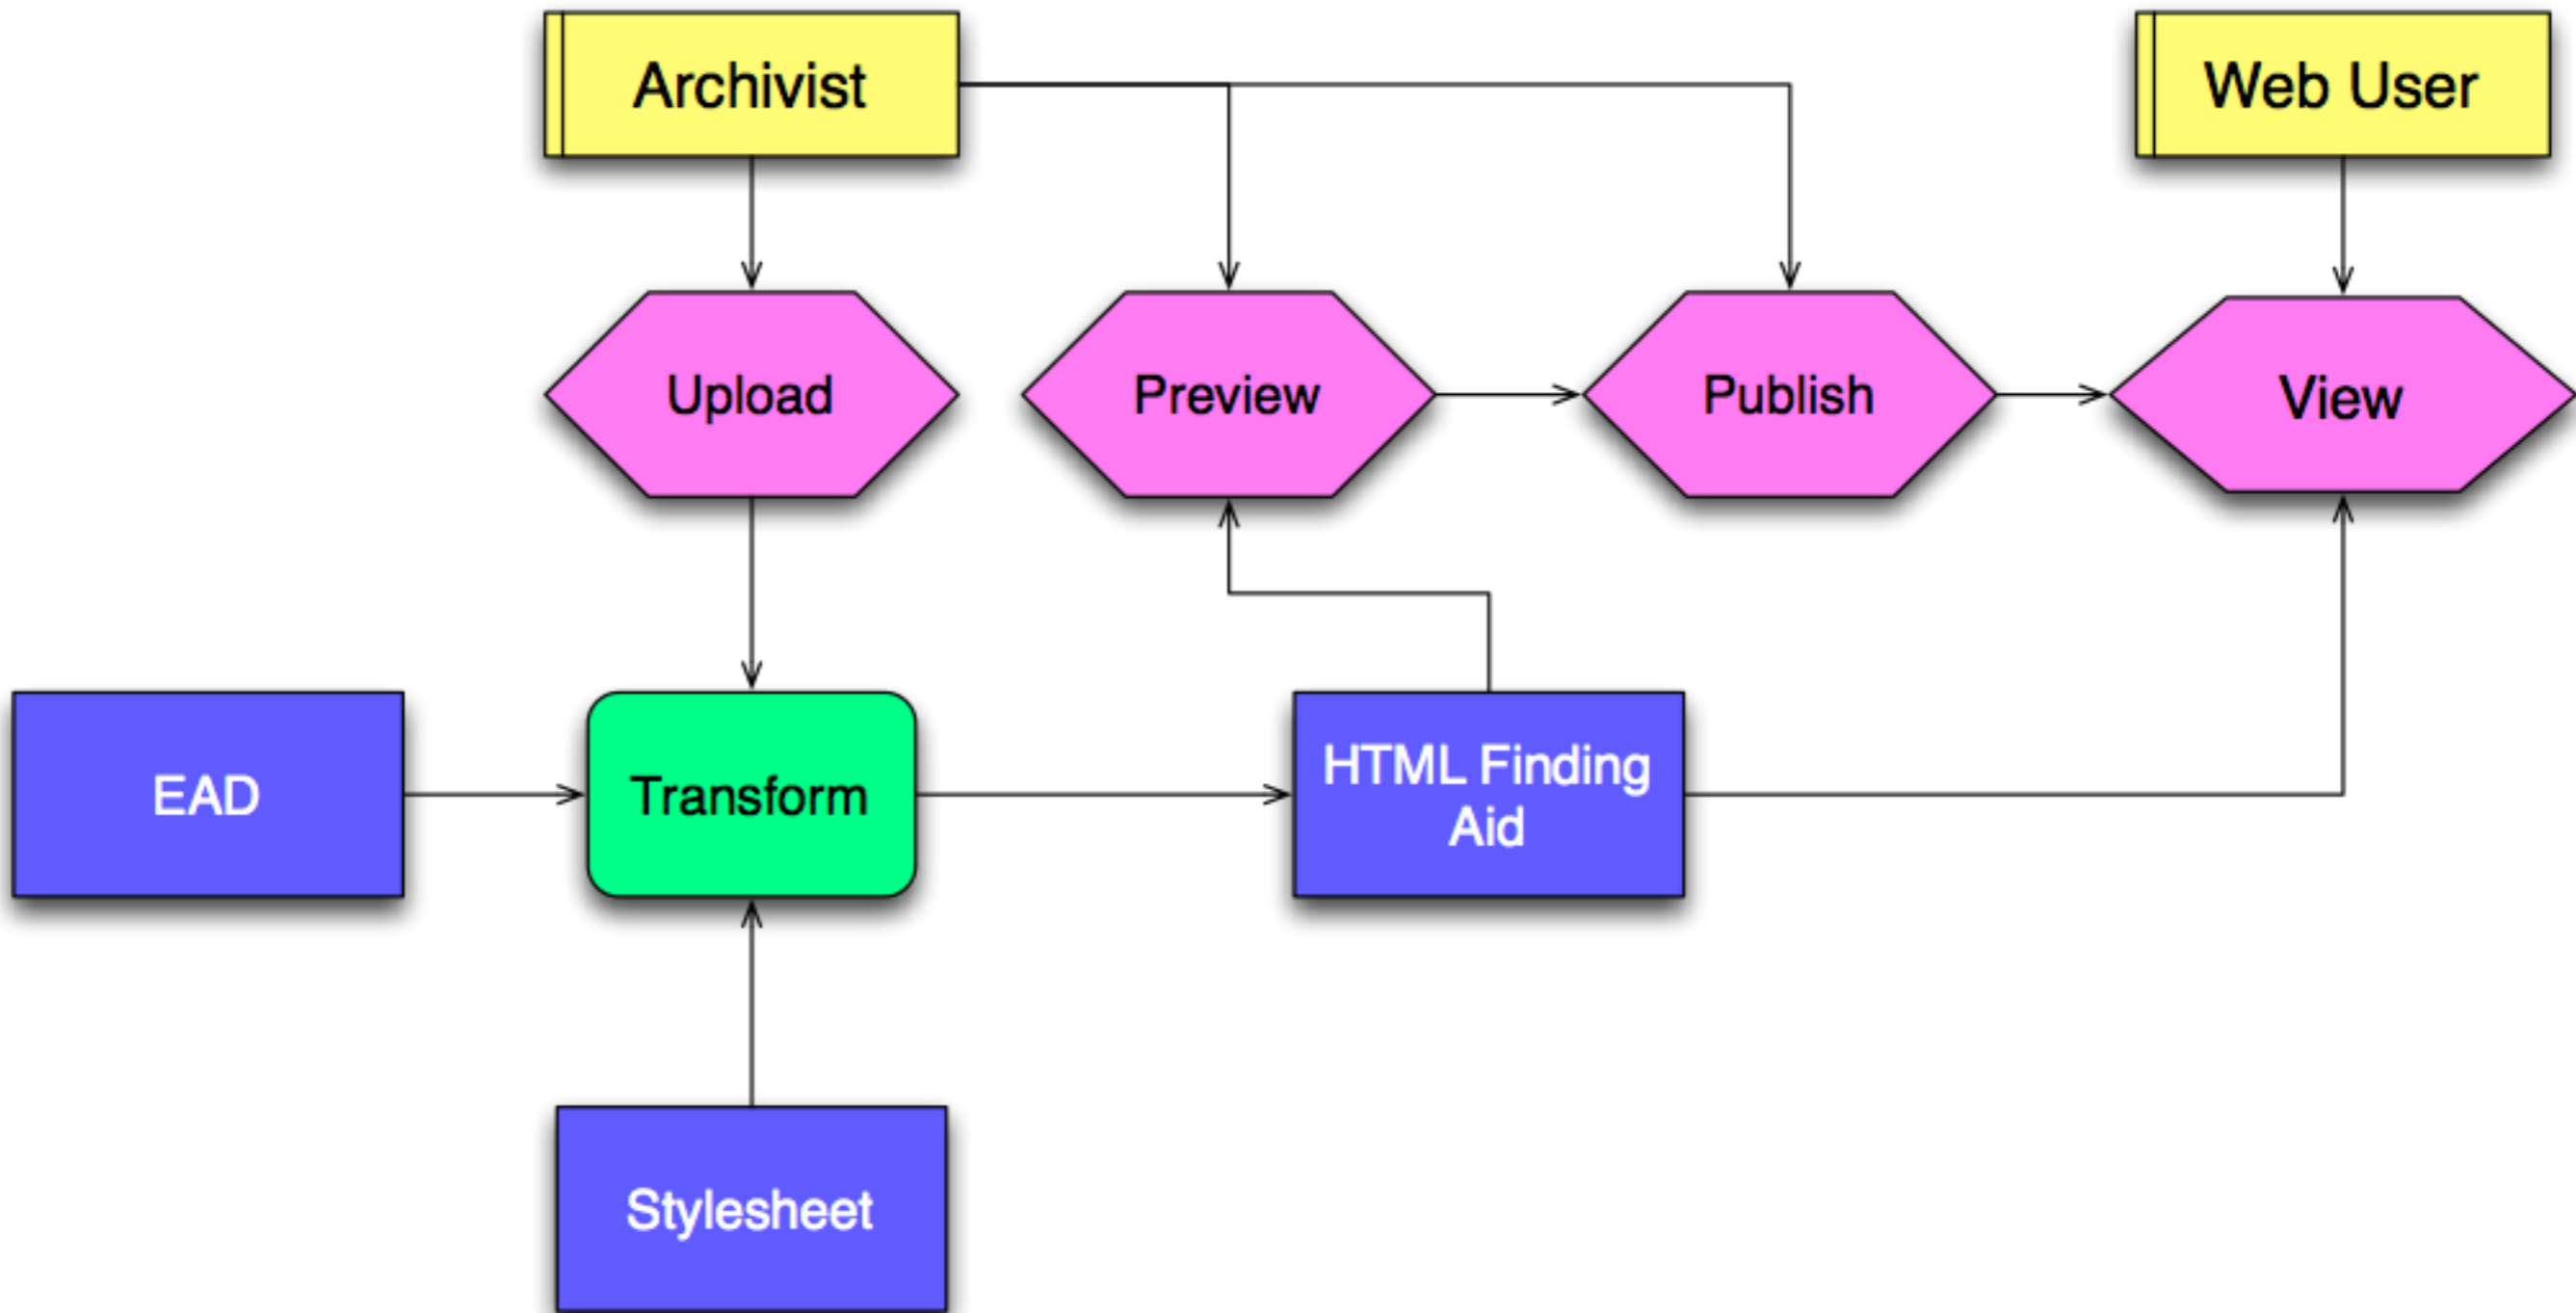 Archivist
Web User
Upload
Preview
Publish
View
EAD
Transform
HTML Finding
Aid
Stylesheet